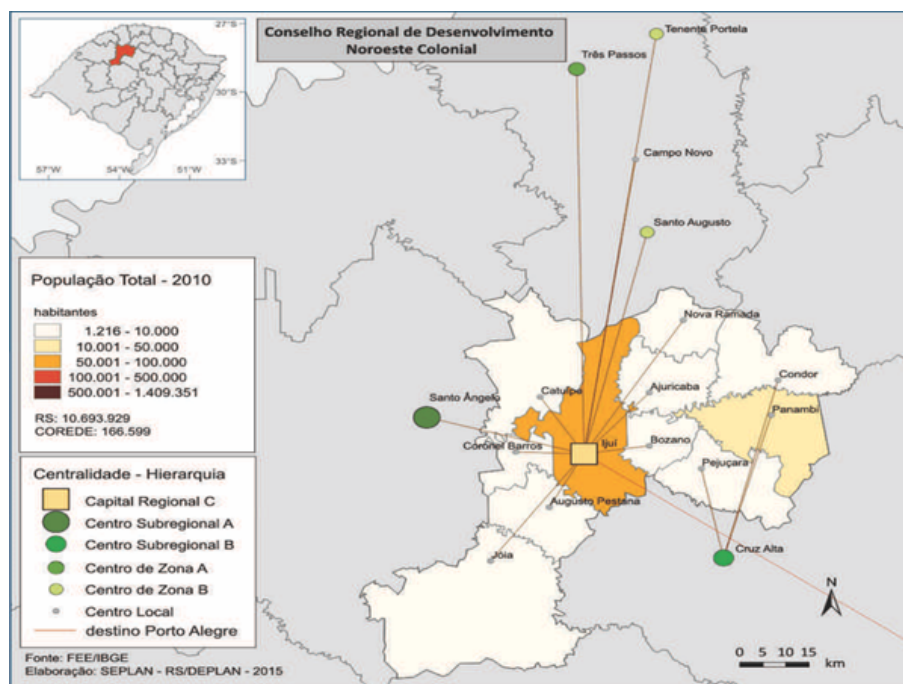 Conselho Regional de Desenvolvimento
Noroeste Colonial
27°S
30°S
33°S
57°W
54°W
51°W
Tenente Portela
Três Passos
Campo Novo
Santo Augusto
Nova Ramada
Condor
Catuípe
Ajuricaba
Santo Ângelo
Panambi
Ijuí
Coronel Barros
Bozano
Pejuçara
Augusto Pestana
Jóia
Cruz Alta
População Total - 2010
habitantes
1.216 - 10.000
10.001 - 50.000
50.001 - 100.000
100.001 - 500.000
500.001 - 1.409.351
RS: 10.693.929
COREDE: 166.599
Centralidade - Hierarquia
Capital Regional C
Centro Subregional A
Centro Subregional B
Centro de Zona A
Centro de Zona B
Centro Local
destino Porto Alegre
Fonte: FEE/IBGE
Elaboração: SEPLAN - RS/DEPLAN - 2015
N
0 5 10 15
km